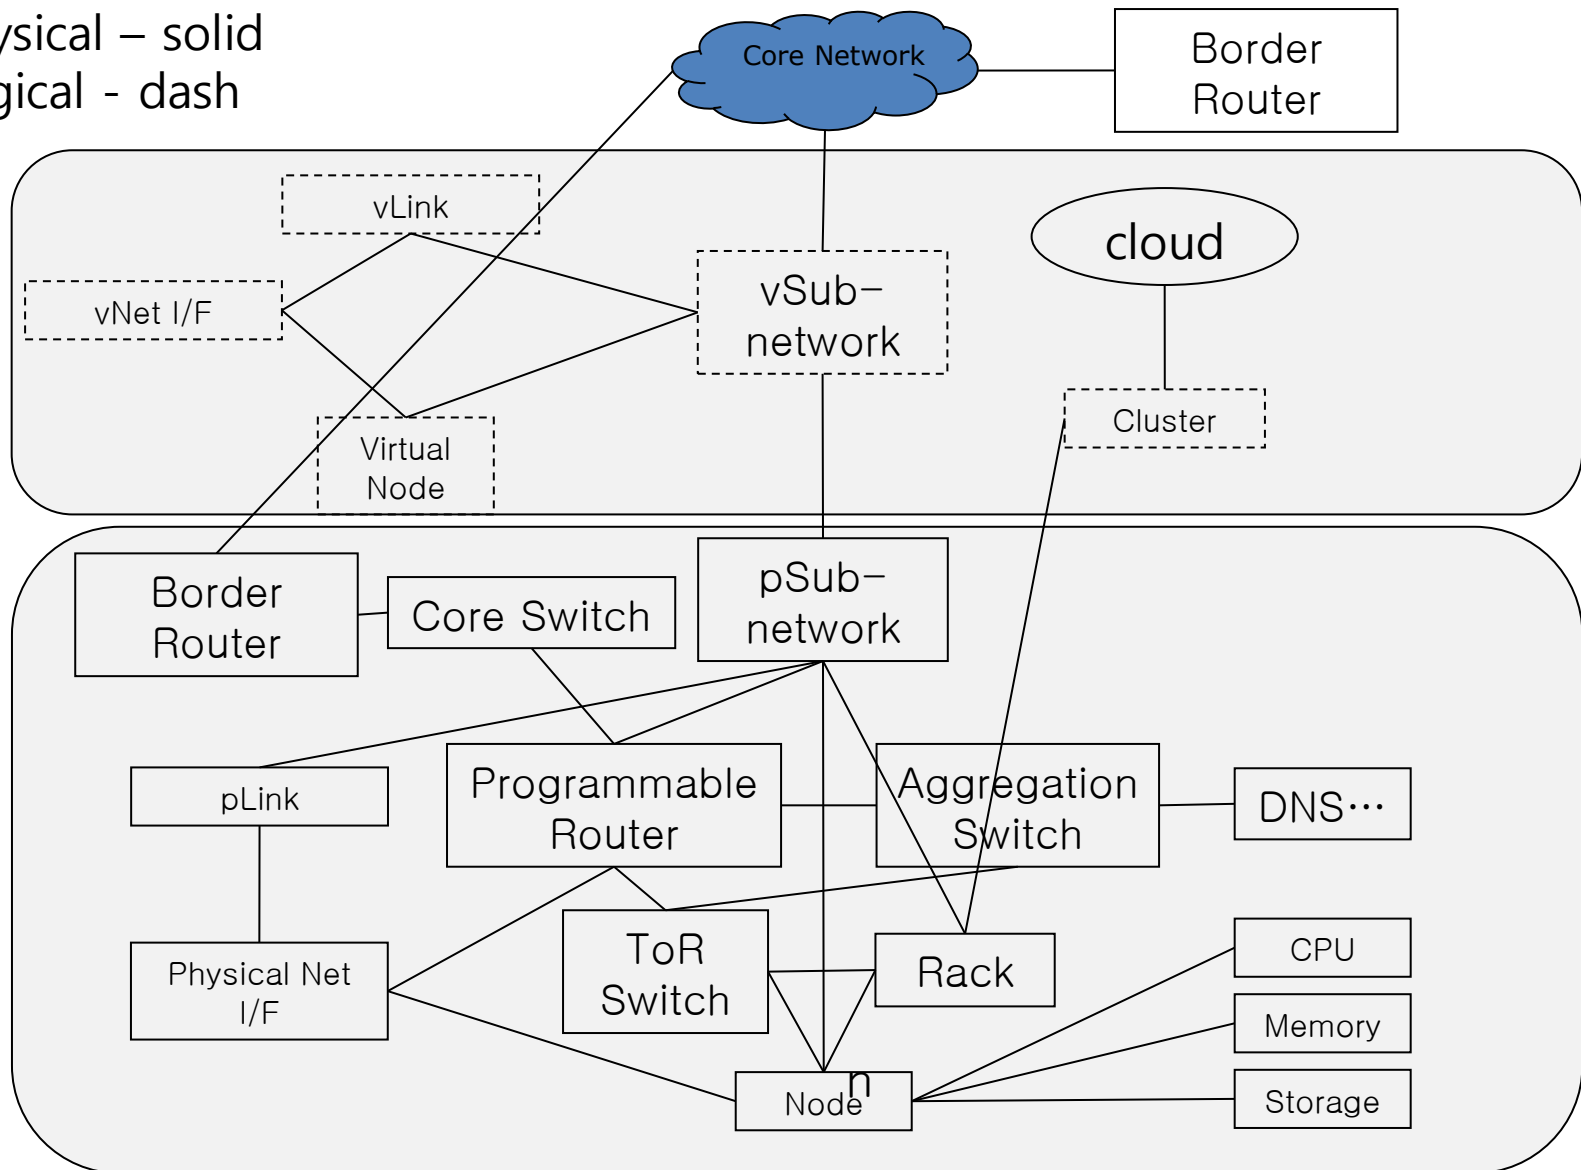 ysical – solid
gical - dash
Core Network
Border
Router
vLink
cloud
vNet I/F
vSub-
network
Cluster
Virtual
Node
Border
Router
Core Switch
pSub-
network
pLink
Programmable
Router
Aggregation
Switch
DNS…
Physical Net
I/F
ToR
Switch
Rack
CPU
Memory
n
Node
Storage